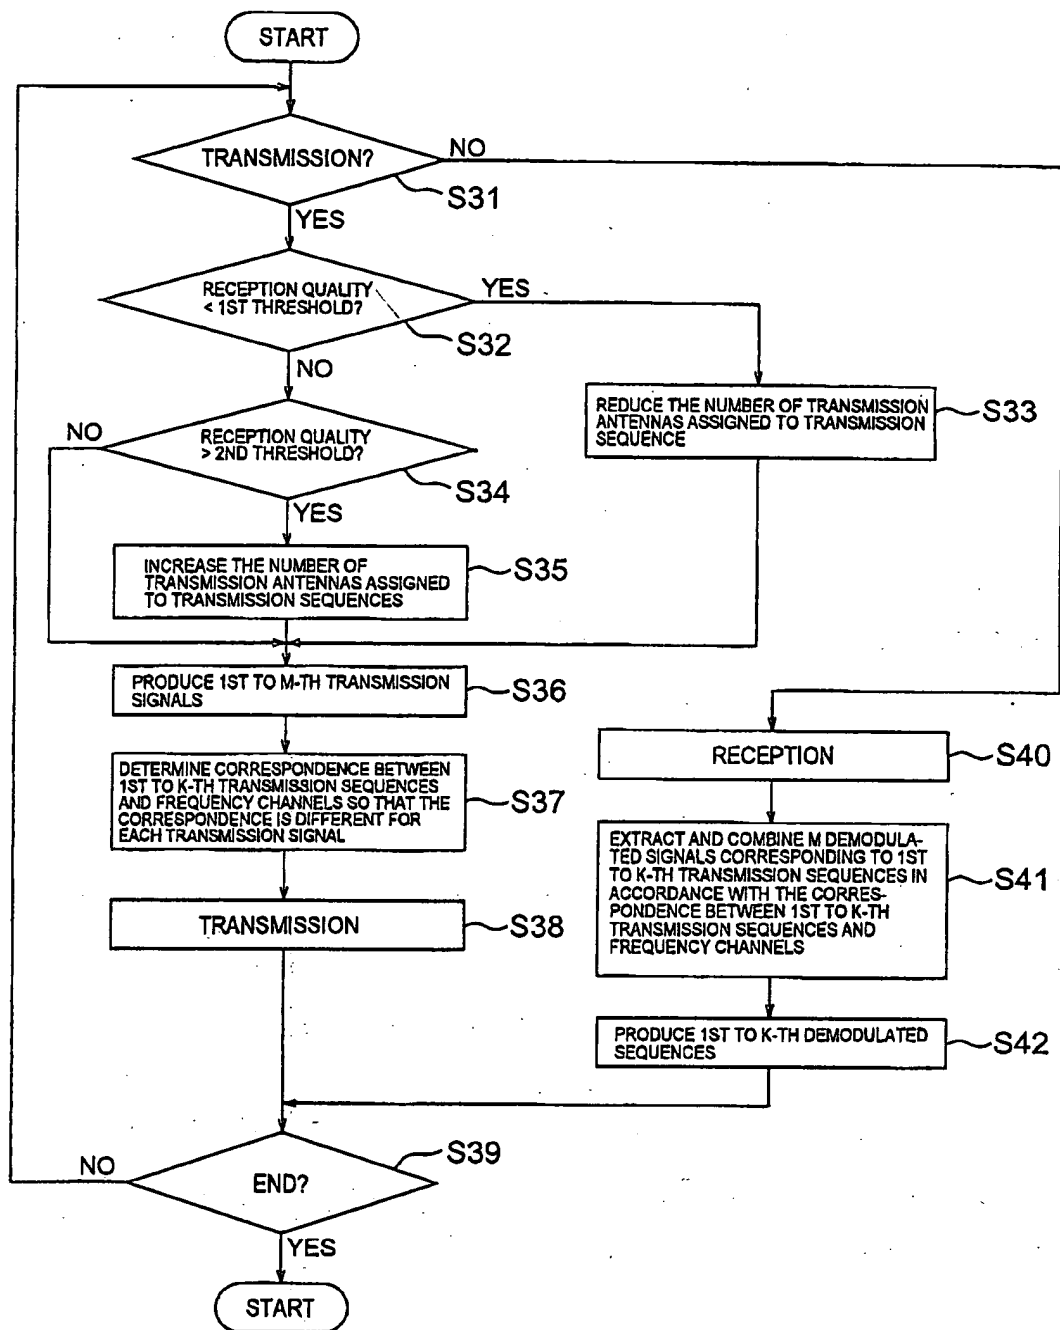 START
TRANSMISSION?
NO
S31
YES
RECEPTION QUALITY
< 1ST THRESHOLD?
YES
S32
NO
REDUCE THE NUMBER OF TRANSMISSION
ANTENNAS ASSIGNED TO TRANSMISSION
SEQUENCE
S33
NO
RECEPTION QUALITY
> 2ND THRESHOLD?
S34
YES
INCREASE THE NUMBER OF
TRANSMISSION ANTENNAS ASSIGNED
TO TRANSMISSION SEQUENCES
S35
PRODUCE 1ST TO M-TH TRANSMISSION
SIGNALS
S36
DETERMINE CORRESPONDENCE BETWEEN
1ST TO K-TH TRANSMISSION SEQUENCES
AND FREQUENCY CHANNELS SO THAT THE
CORRESPONDENCE IS DIFFERENT FOR
EACH TRANSMISSION SIGNAL
S37
TRANSMISSION
S38
RECEPTION
S40
EXTRACT AND COMBINE M DEMODULA-
TED SIGNALS CORRESPONDING TO 1ST
TO K-TH TRANSMISSION SEQUENCES IN
ACCORDANCE WITH THE CORRES-
PONDENCE BETWEEN 1ST TO K-TH
TRANSMISSION SEQUENCES AND
FREQUENCY CHANNELS
S41
PRODUCE 1ST TO K-TH DEMODULATED
SEQUENCES
S42
S39
NO
END?
YES
START